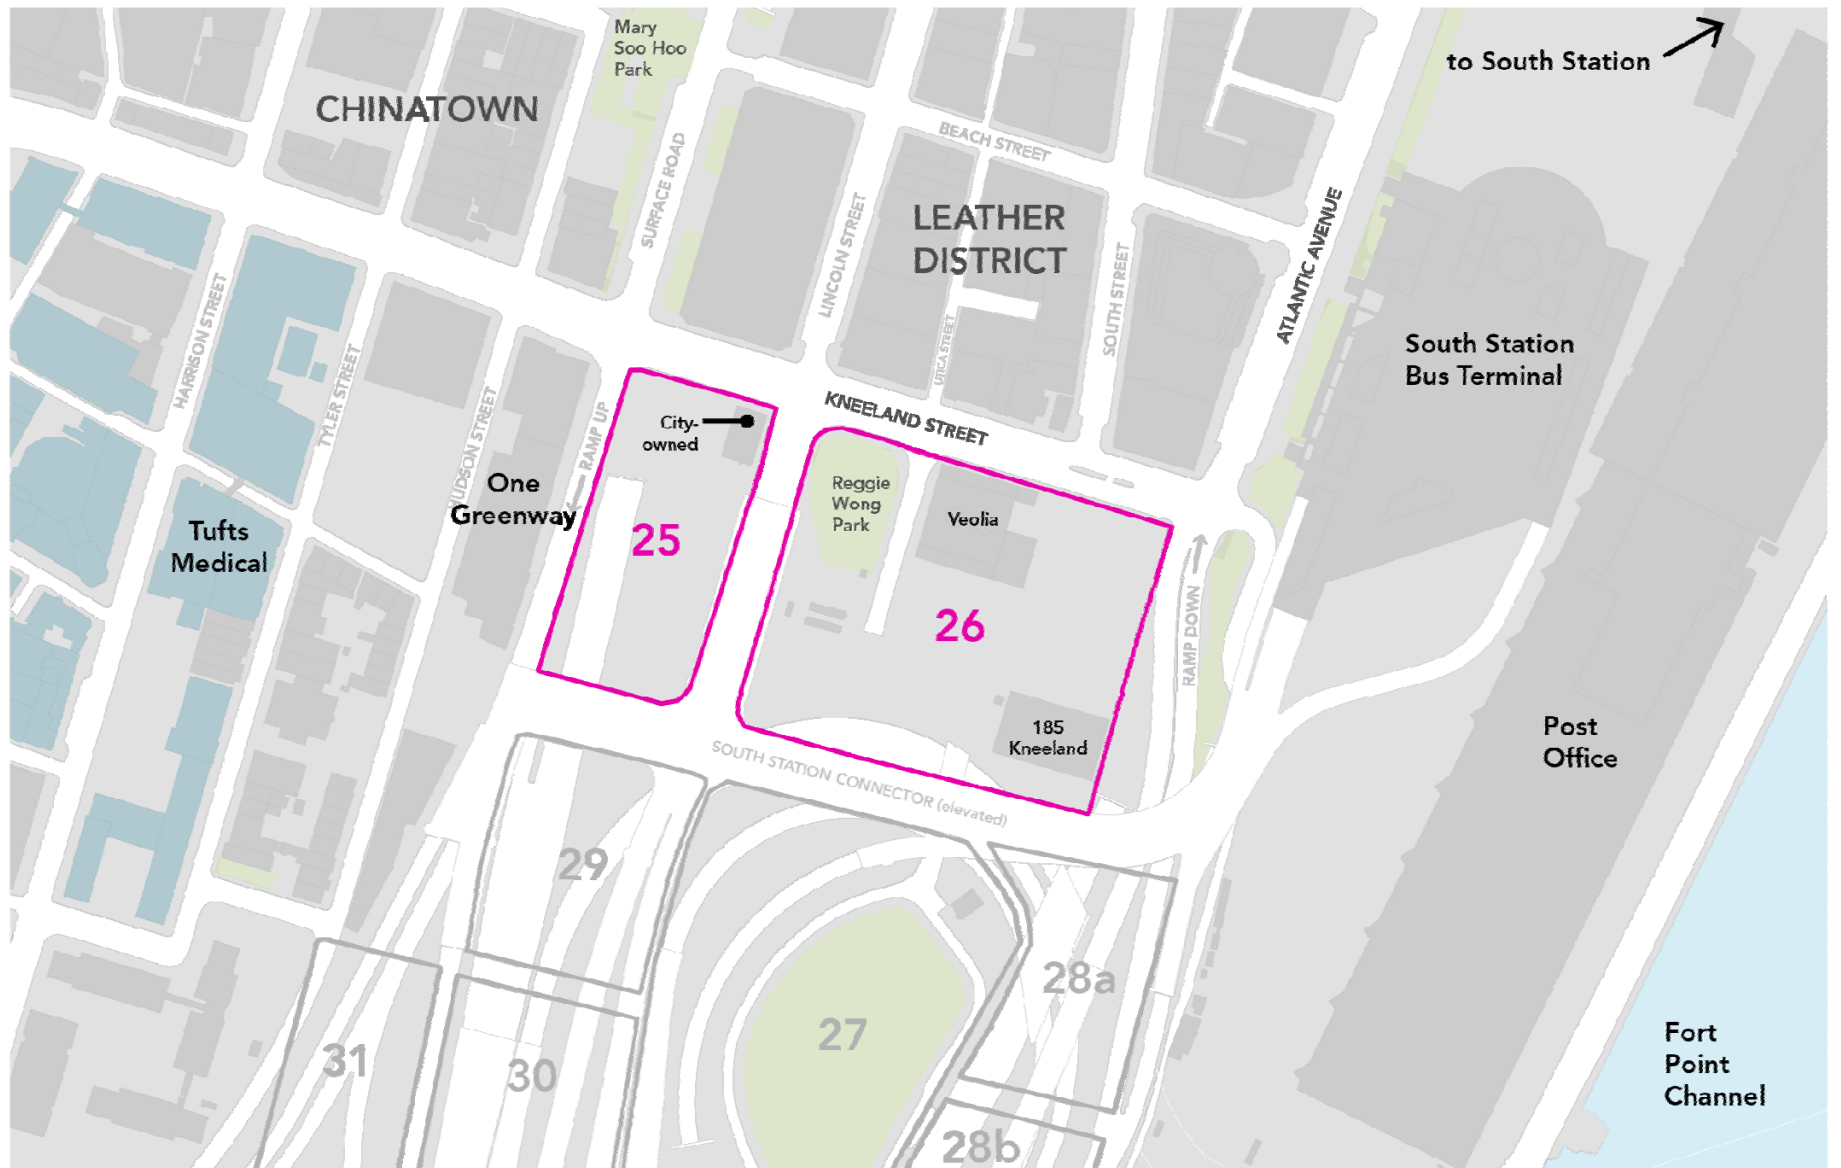 Mary
Soo Hoo
Park
to South Station
CHINATOWN
BEACH STREET
SURFACE ROAD
LINCOLN STREET
LEATHER
DISTRICT
ATLANTIC AVENUE
SOUTH STREET
UTICA STREET
HARRISON STREET
TYLER STREET
HUDSON STREET
RAMP UP
South Station
Bus Terminal
KNEELAND STREET
City-
owned
One
Greenway
Reggie
Wong
Park
Veolia
Tufts
Medical
25
26
RAMP DOWN
185
Kneeland
Post
Office
SOUTH STATION CONNECTOR (elevated)
29
28a
27
31
30
Fort
Point
Channel
28b